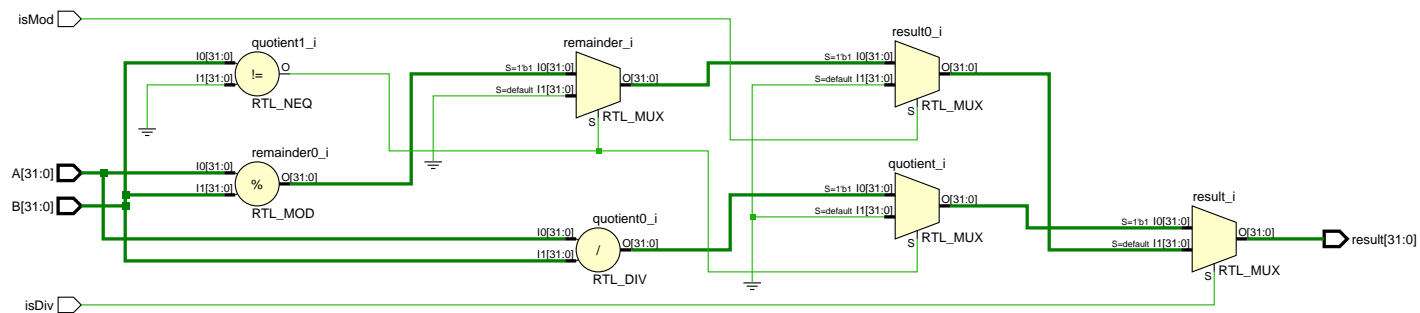 isMod
quotient1_i
I0[31:0]
I1[31:0]
!=
O
RTL_NEQ
remainder_i
S=1'b1 I0[31:0]
S=default I1[31:0]
O[31:0]
S
RTL_MUX
result0_i
S=1'b1 I0[31:0]
S=default I1[31:0]
O[31:0]
S
RTL_MUX
A[31:0]
B[31:0]
remainder0_i
I0[31:0]
I1[31:0]
%
O[31:0]
RTL_MOD
quotient0_i
I0[31:0]
I1[31:0]
/
O[31:0]
RTL_DIV
quotient_i
S=1'b1 I0[31:0]
S=default I1[31:0]
O[31:0]
S
RTL_MUX
result_i
S=1'b1 I0[31:0]
S=default I1[31:0]
O[31:0]
S
RTL_MUX
result[31:0]
isDiv